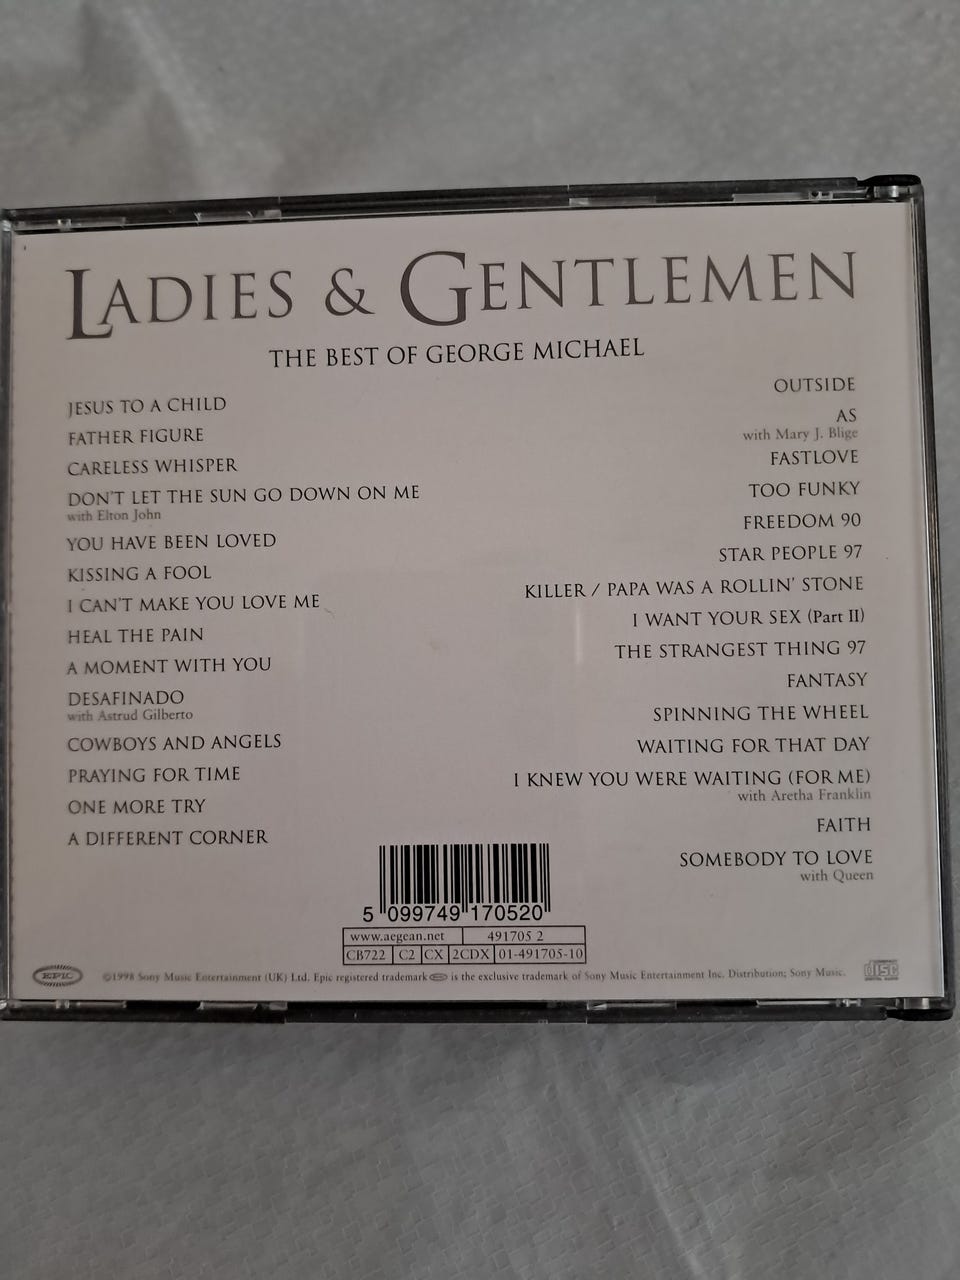 LADIES & GENTLEMEN
THE BEST OF GEORGE MICHAEL
JESUS TO A CHILD
FATHER FIGURE
CARELESS WHISPER
DON'T LET THE SUN GO DOWN ON ME
with Elton John
YOU HAVE BEEN LOVED
KISSING A FOOL
I CAN'T MAKE YOU LOVE ME
HEAL THE PAIN
A MOMENT WITH YOU
DESAFINADO
with Astrud Gilberto
COWBOYS AND ANGELS
PRAYING FOR TIME
ONE MORE TRY
A DIFFERENT CORNER
OUTSIDE
AS
with Mary J. Blige
FASTLOVE
TOO FUNKY
FREEDOM 90
STAR PEOPLE 97
KILLER / PAPA WAS A ROLLIN' STONE
I WANT YOUR SEX (Part II)
THE STRANGEST THING 97
FANTASY
SPINNING THE WHEEL
WAITING FOR THAT DAY
I KNEW YOU WERE WAITING (FOR ME)
with Aretha Franklin
FAITH
SOMEBODY TO LOVE
with Queen
5 099749 170520
www.aegean.net 491705 2
CB722 C2 CX 2CDX 01-491705-10
EPIC ©1998 Sony Music Entertainment (UK) Ltd. Epic registered trademark EPIC is the exclusive trademark of Sony Music Entertainment Inc. Distribution; Sony Music. COMPACT DISC DIGITAL AUDIO